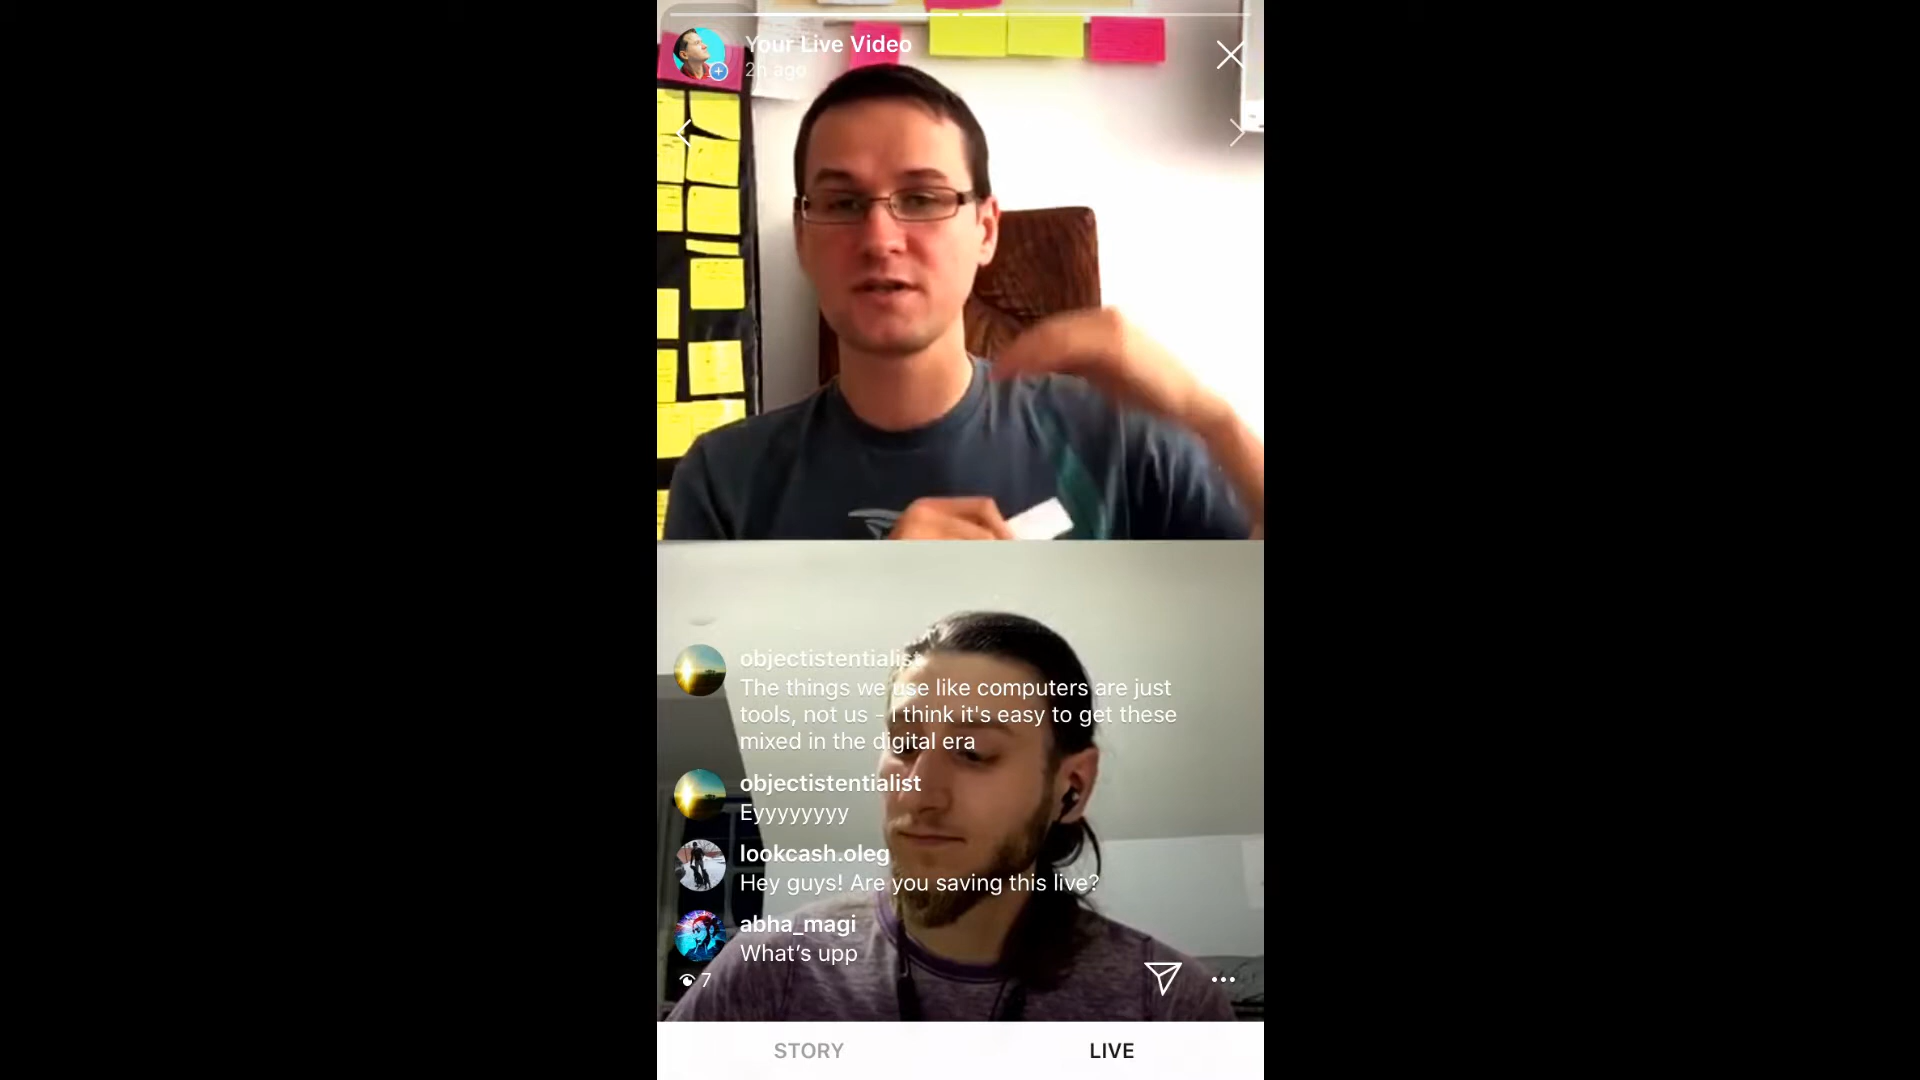 Your Live Video
2h ago
objectistentialist
The things we use like computers are just
tools, not us - I think it's easy to get these
mixed in the digital era
objectistentialist
Eyyyyyyyy
lookcash.oleg
Hey guys! Are you saving this live?
abha_magi
What’s upp
7
STORY
LIVE